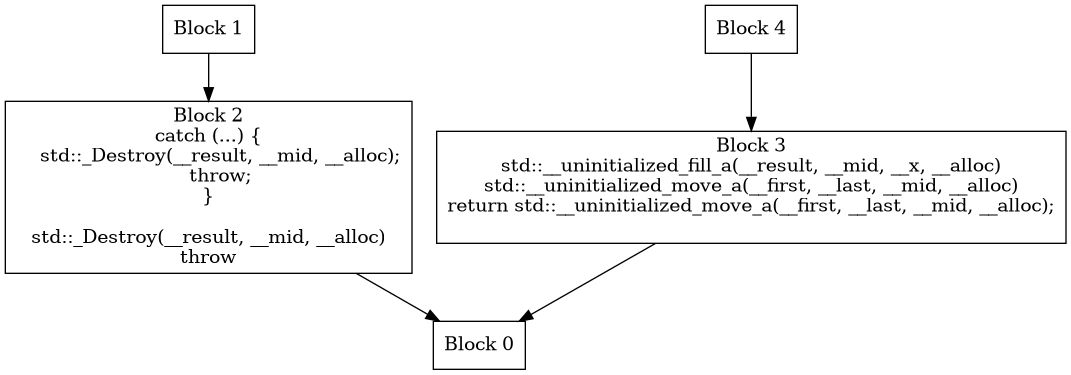 Block 1
Block 4
Block 2
catch (...) {
std::_Destroy(__result, __mid, __alloc);
throw;
}
std::_Destroy(__result, __mid, __alloc)
throw
Block 3
std::__uninitialized_fill_a(__result, __mid, __x, __alloc)
std::__uninitialized_move_a(__first, __last, __mid, __alloc)
return std::__uninitialized_move_a(__first, __last, __mid, __alloc);
Block 0